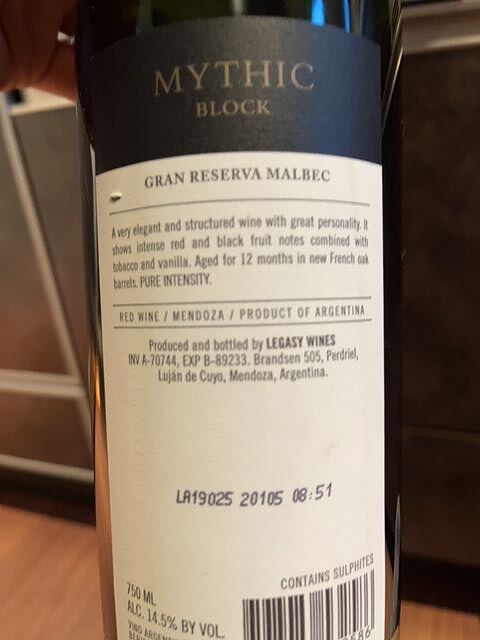 MYTHIC
BLOCK
GRAN RESERVA MALBEC
A very elegant and structured wine with great personality. It
shows intense red and black fruit notes combined with
tobacco and vanilla. Aged for 12 months in new French oak
barrels. PURE INTENSITY.
RED WINE / MENDOZA / PRODUCT OF ARGENTINA
Produced and bottled by LEGASY WINES
INV A-70744, EXP B-89233. Brandsen 505, Perdriel,
Luján de Cuyo, Mendoza, Argentina.
LA19025 20105 08:51
CONTAINS SULPHITES
750 ML
ALC. 14.5% BY VOL.
VINO